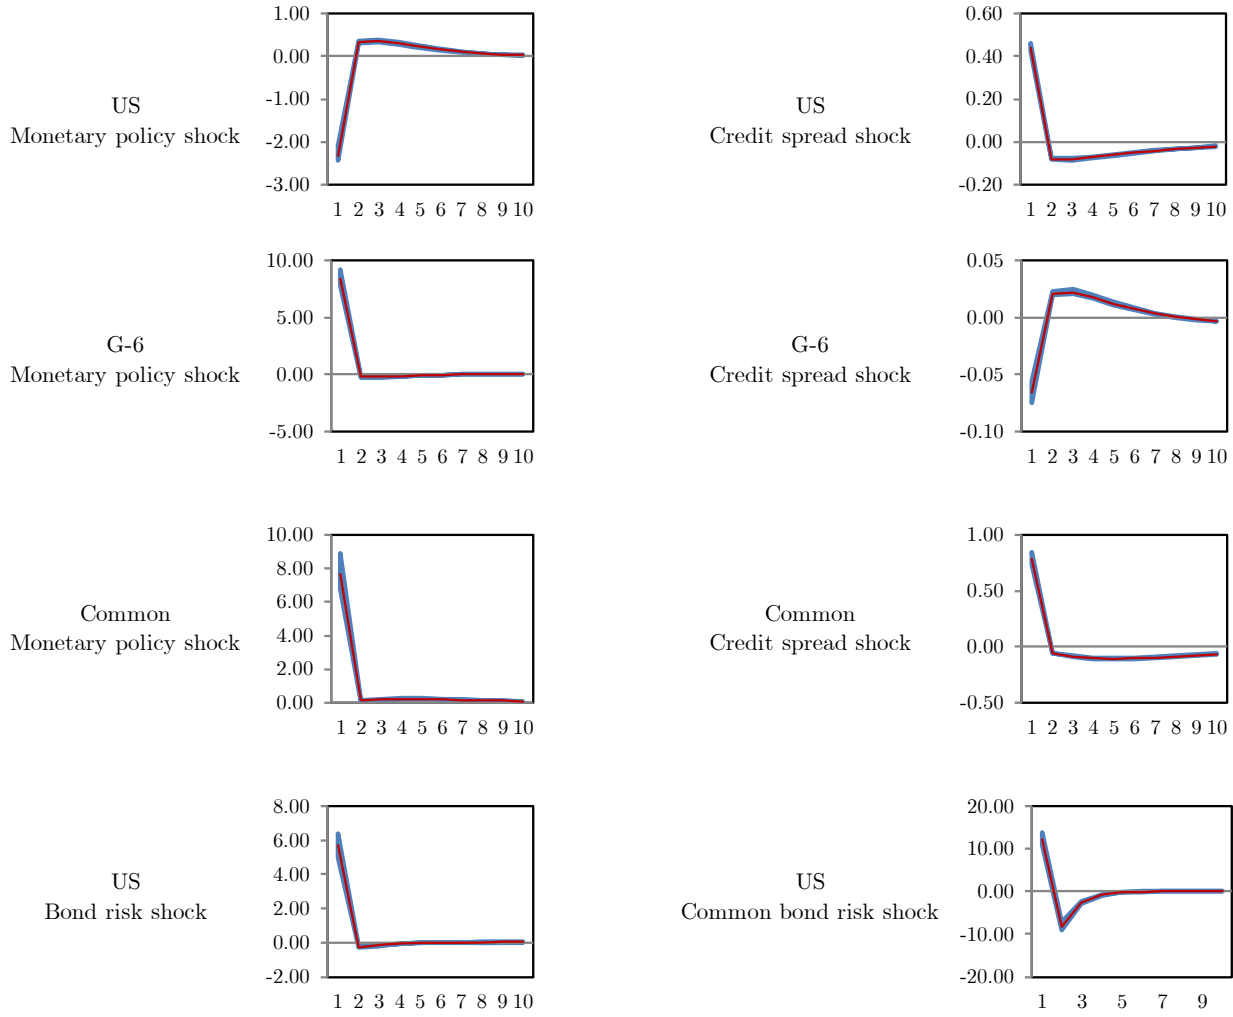 US
Monetary policy shock
1.00
0.00
-1.00
-2.00
-3.00
1 2 3 4 5 6 7 8 9 10
US
Credit spread shock
0.60
0.40
0.20
0.00
-0.20
1 2 3 4 5 6 7 8 9 10
G-6
Monetary policy shock
10.00
5.00
0.00
-5.00
1 2 3 4 5 6 7 8 9 10
G-6
Credit spread shock
0.05
0.00
-0.05
-0.10
1 2 3 4 5 6 7 8 9 10
Common
Monetary policy shock
10.00
8.00
6.00
4.00
2.00
0.00
1 2 3 4 5 6 7 8 9 10
Common
Credit spread shock
1.00
0.50
0.00
-0.50
1 2 3 4 5 6 7 8 9 10
US
Bond risk shock
8.00
6.00
4.00
2.00
0.00
-2.00
1 2 3 4 5 6 7 8 9 10
US
Common bond risk shock
20.00
10.00
0.00
-10.00
-20.00
1 3 5 7 9